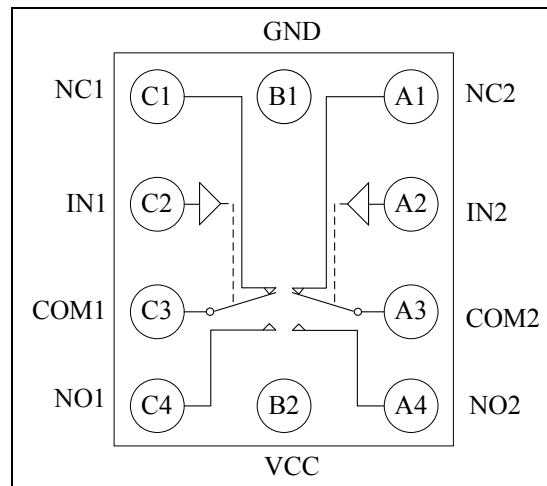 GND
NC1 C1 B1 A1 NC2
IN1 C2 A2 IN2
COM1 C3 A3 COM2
NO1 C4 B2 A4 NO2
VCC